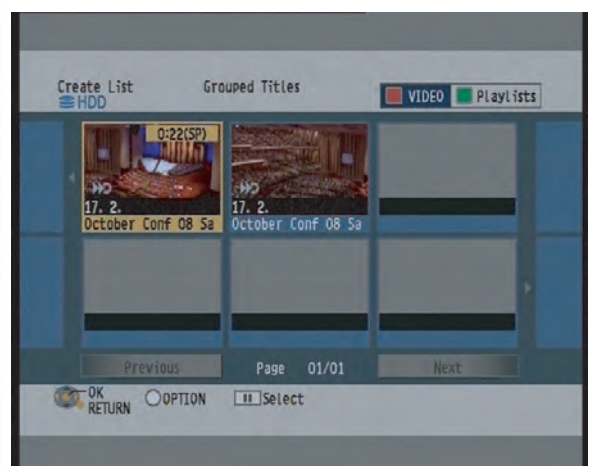 Create List
Grouped Titles
HDD
VIDEO
Playlists
0:22(SP)
17. 2.
October Conf 08 Sa
17. 2.
October Conf 08 Sa
Previous
Page 01/01
Next
OK
RETURN
OPTION
Select